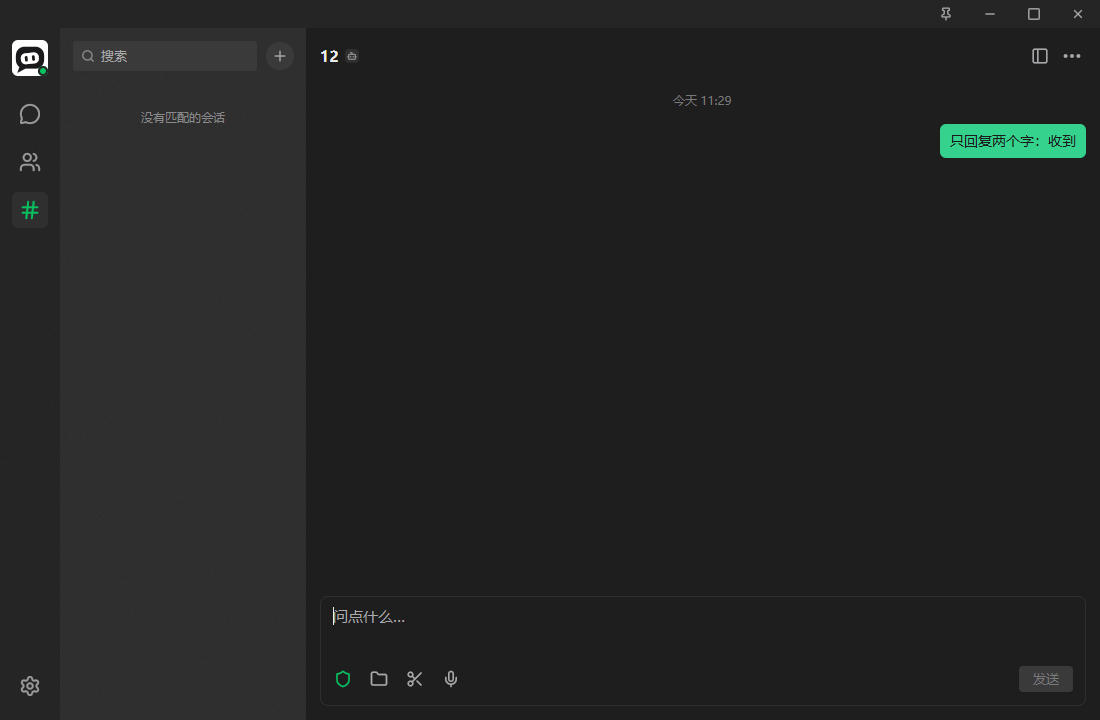 搜索
没有匹配的会话
12
今天 11:29
只回复两个字：收到
问点什么...
发送